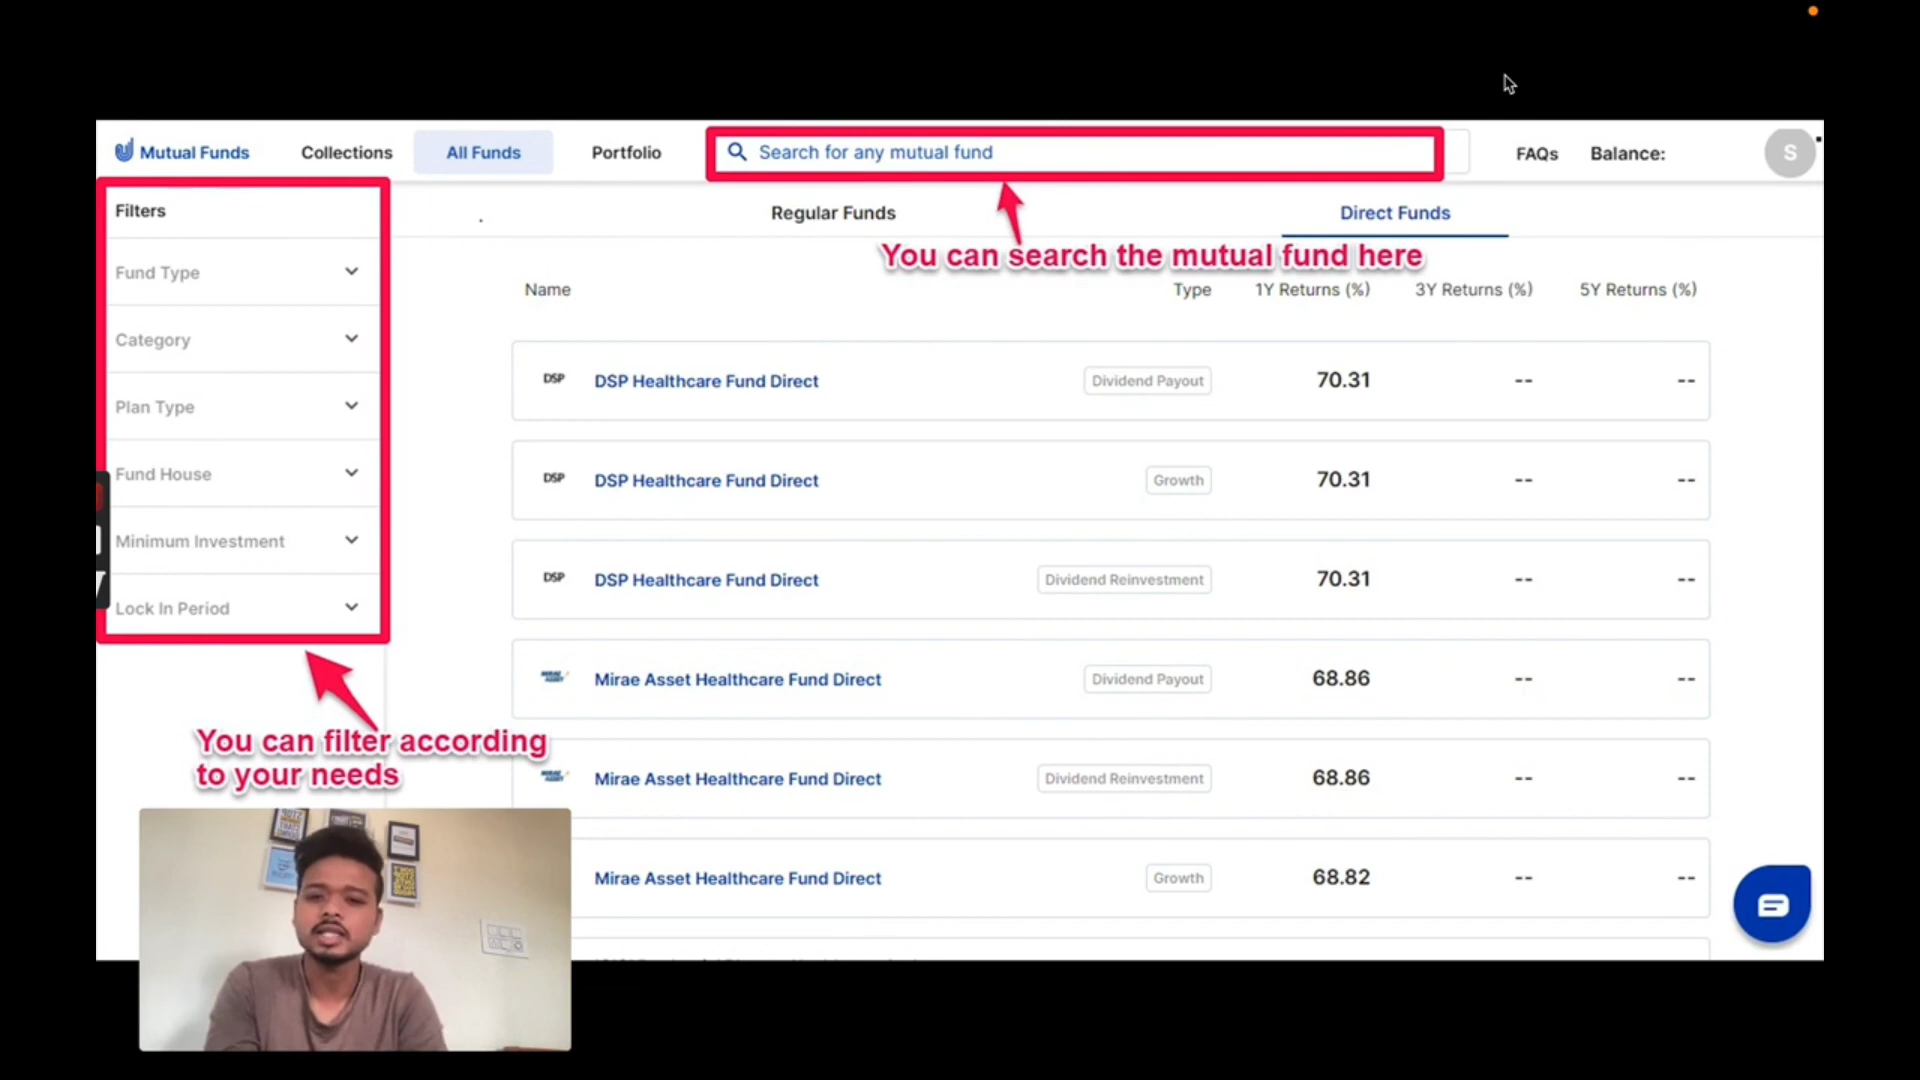 Mutual Funds
Collections
All Funds
Portfolio
Search for any mutual fund
FAQs
Balance:
S
Filters
Regular Funds
Direct Funds
You can search the mutual fund here
Fund Type
Category
Plan Type
Fund House
Minimum Investment
Lock In Period
You can filter according
to your needs
Name Type 1Y Returns (%) 3Y Returns (%) 5Y Returns (%)
DSP DSP Healthcare Fund Direct Dividend Payout 70.31 -- --
DSP DSP Healthcare Fund Direct Growth 70.31 -- --
DSP DSP Healthcare Fund Direct Dividend Reinvestment 70.31 -- --
MIRAE ASSET Mirae Asset Healthcare Fund Direct Dividend Payout 68.86 -- --
MIRAE ASSET Mirae Asset Healthcare Fund Direct Dividend Reinvestment 68.86 -- --
Mirae Asset Healthcare Fund Direct Growth 68.82 -- --